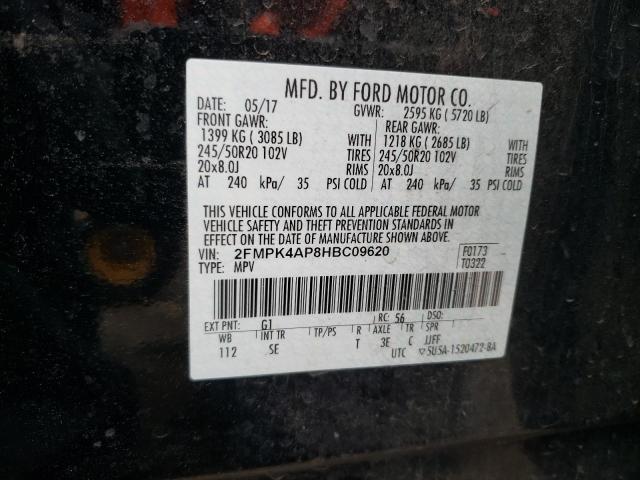 MFD. BY FORD MOTOR CO.
DATE: 05/17 GVWR: 2595 KG ( 5720 LB)
FRONT GAWR: REAR GAWR:
1399 KG ( 3085 LB) WITH 1218 KG ( 2685 LB) WITH
245/50R20 102V TIRES 245/50R20 102V TIRES
20x8.0J RIMS 20x8.0J RIMS
AT 240 kPa/ 35 PSI COLD AT 240 kPa/ 35 PSI COLD
THIS VEHICLE CONFORMS TO ALL APPLICABLE FEDERAL MOTOR
VEHICLE SAFETY AND THEFT PREVENTION STANDARDS IN
EFFECT ON THE DATE OF MANUFACTURE SHOWN ABOVE.
VIN: 2FMPK4AP8HBC09620 F0173
TYPE: MPV T0322
EXT PNT: G1 RC: 56 DSO:
WB INT TR TP/PS R AXLE TR SPR
112 SE T 3E C JJFF
UTC 5U5A-1520472-BA